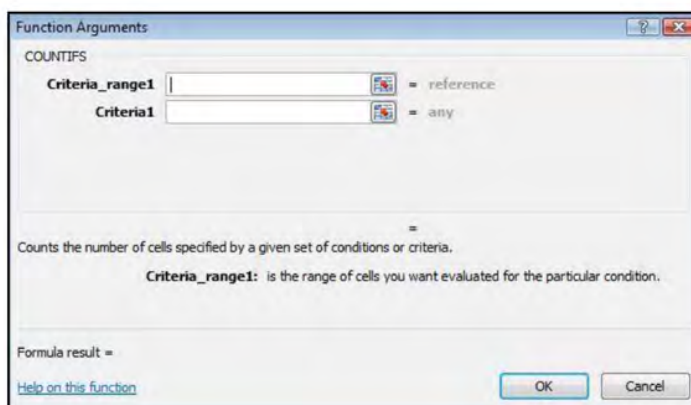 Function Arguments
COUNTIFS
Criteria_range1 = reference
Criteria1 = any
=
Counts the number of cells specified by a given set of conditions or criteria.
Criteria_range1: is the range of cells you want evaluated for the particular condition.
Formula result =
Help on this function OK Cancel